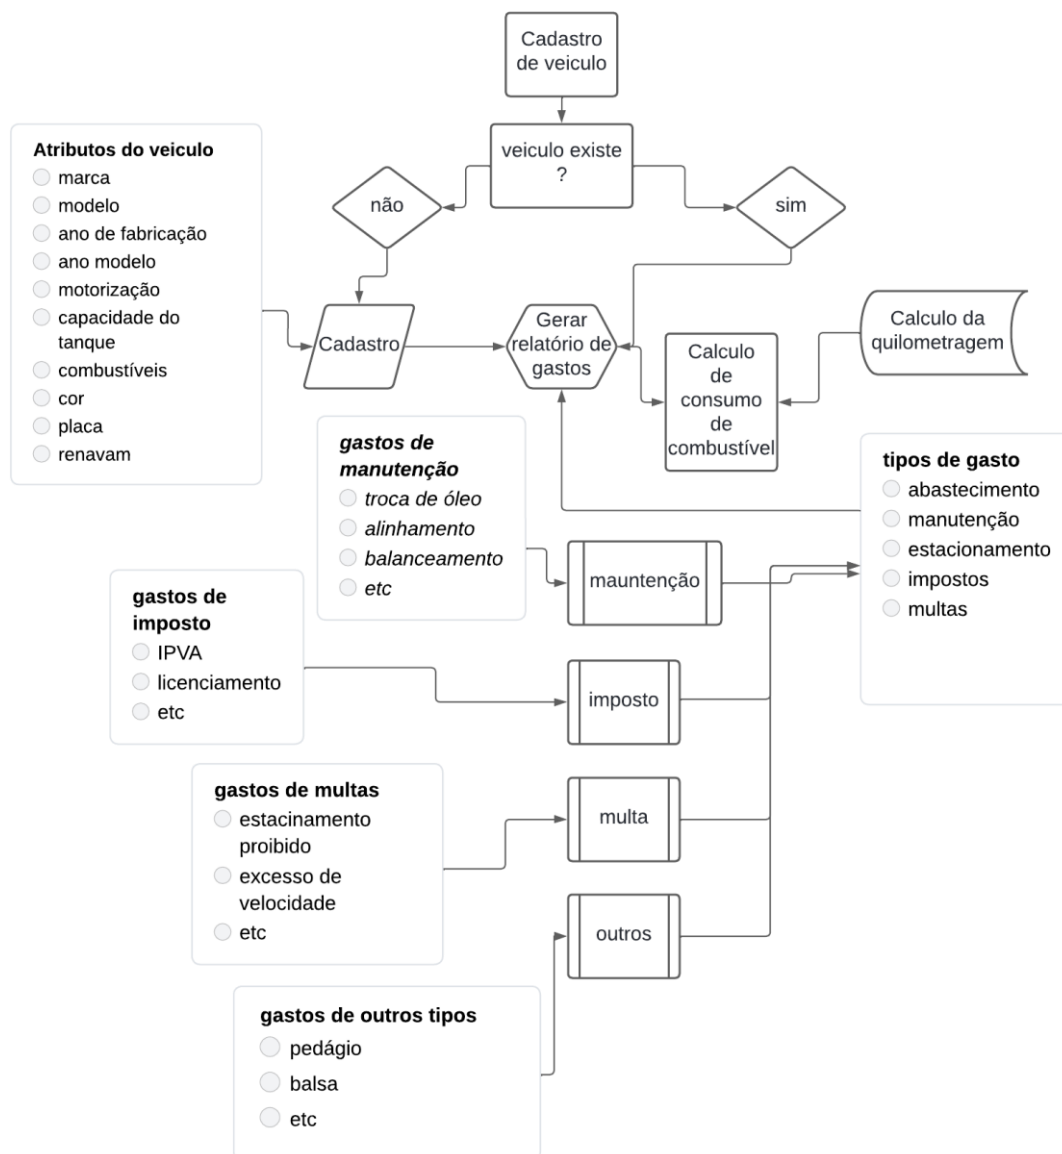 Cadastro
de veiculo
veiculo existe
?
não
sim
Atributos do veiculo
marca
modelo
ano de fabricação
ano modelo
motorização
capacidade do
tanque
combustíveis
cor
placa
renavam
Cadastro
Gerar
relatório de
gastos
Calculo
de
consumo
de
combustível
Calculo da
quilometragem
gastos de
manutenção
troca de óleo
alinhamento
balanceamento
etc
mauntenção
tipos de gasto
abastecimento
manutenção
estacionamento
impostos
multas
gastos de
imposto
IPVA
licenciamento
etc
imposto
gastos de multas
estacinamento
proibido
excesso de
velocidade
etc
multa
outros
gastos de outros tipos
pedágio
balsa
etc